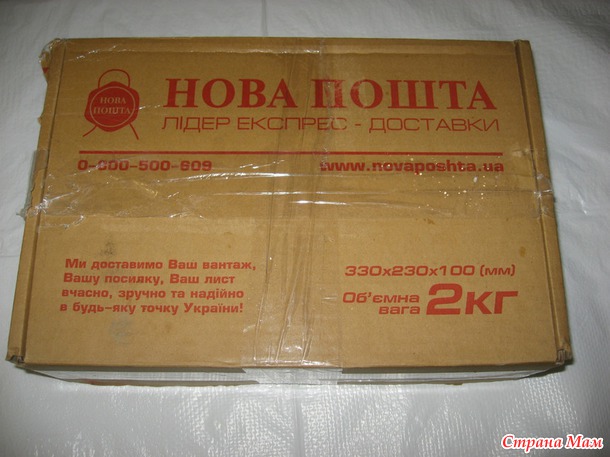 НОВА
ПОШТА
НОВА ПОШТА
ЛІДЕР ЕКСПРЕС - ДОСТАВКИ
0-800-500-609
www.novaposhta.ua
Ми доставимо Ваш вантаж,
Вашу посилку, Ваш лист
вчасно, зручно та надійно
в будь-яку точку України!
330x230x100 (мм)
Об'ємна
вага 2КГ
Страна Мам